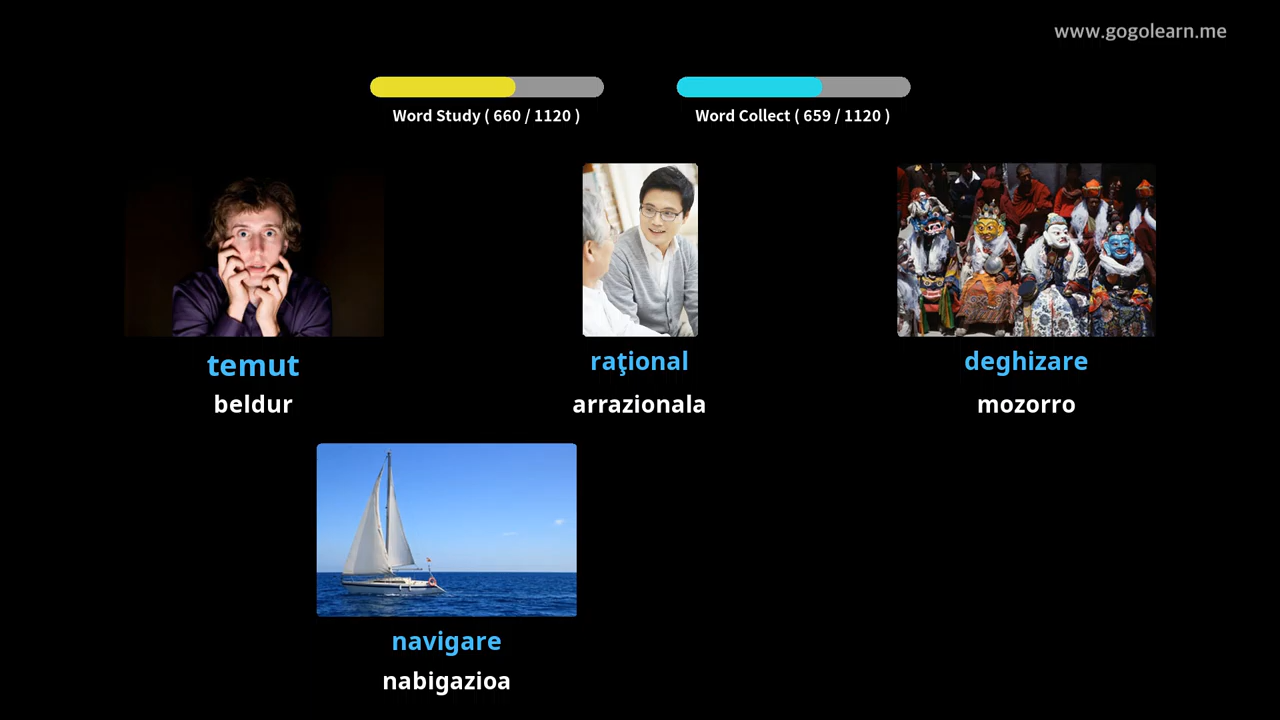 www.gogolearn.me
Word Study ( 660 / 1120 )
Word Collect ( 659 / 1120 )
temut
raţional
deghizare
beldur
arrazionala
mozorro
navigare
nabigazioa